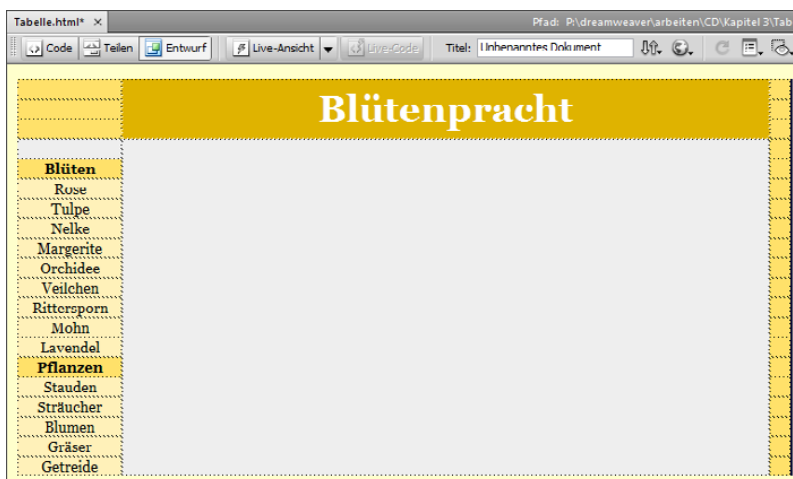 Tabelle.html* × Pfad: P:\dreamweaver\arbeiten\CD\Kapitel 3\Tab
Code Teilen Entwurf Live-Ansicht Live-Code Titel: Unbenanntes Dokument
Blütenpracht
Blüten
Rose
Tulpe
Nelke
Margerite
Orchidee
Veilchen
Rittersporn
Mohn
Lavendel
Pflanzen
Stauden
Sträucher
Blumen
Gräser
Getreide